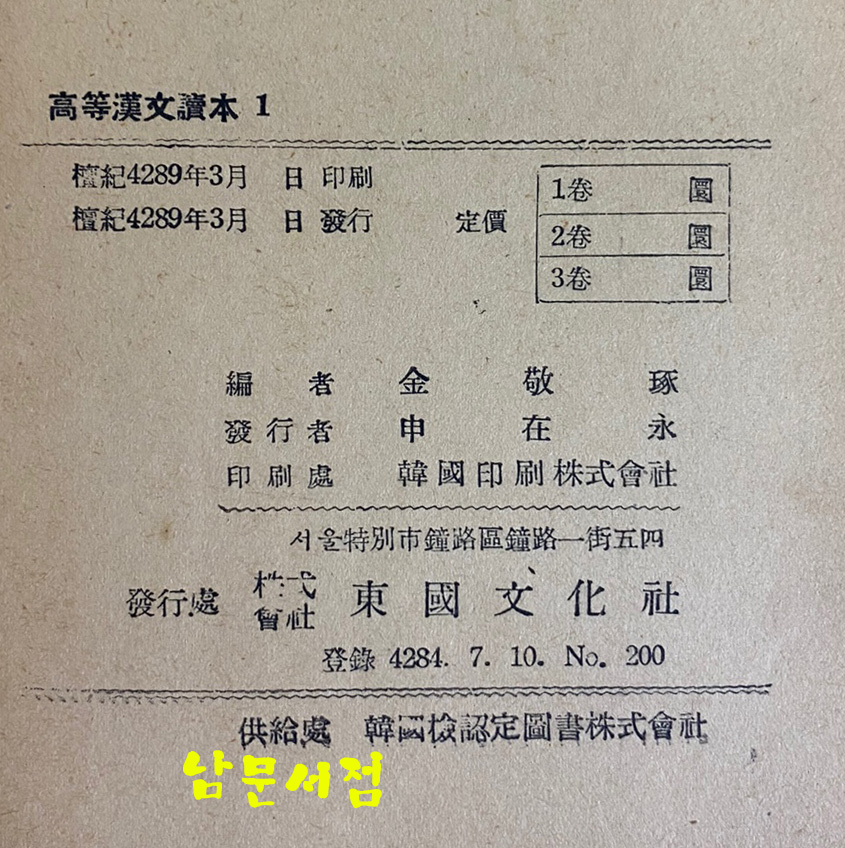 高等漢文讀本 1
檀紀4289年3月 日 印刷
檀紀4289年3月 日 發行 定價
1卷 圜
2卷 圜
3卷 圜
編者 金敬琢
發行者 申在永
印刷處 韓國印刷株式會社
서울特別市鐘路區鐘路一街五四
發行處 株式會社 東國文化社
登錄 4284. 7. 10. No. 200
供給處 韓國檢認定圖書株式會社
남문서점